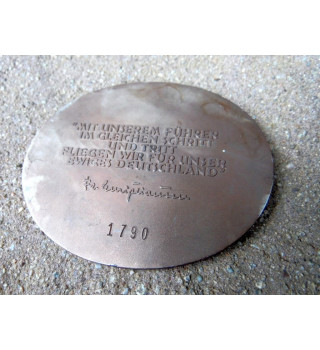 "MIT UNSEREM FÜHRER
IM GLEICHEN SCHRITT
UND TRITT
FLIEGEN WIR FÜR UNSER
EWIGES DEUTSCHLAND"
1790